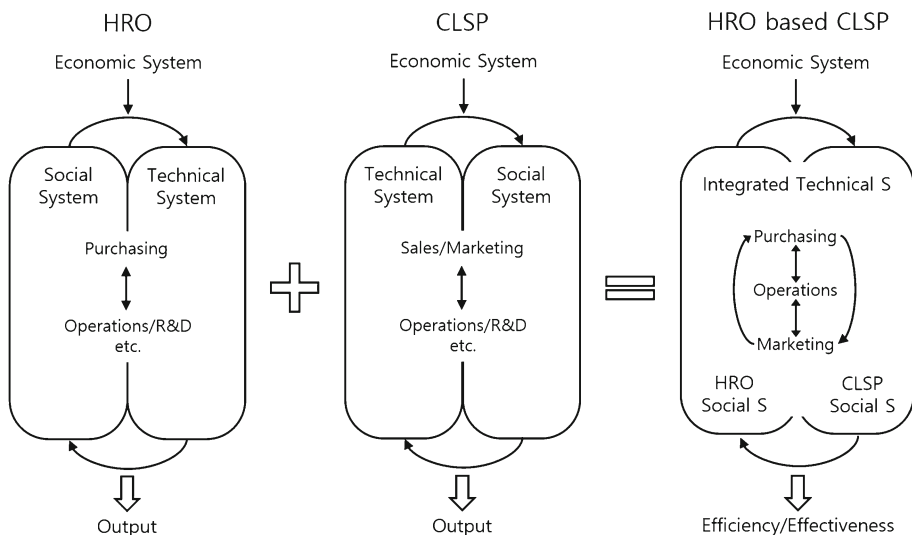 HRO
Economic System
Social
System
Technical
System
Purchasing
Operations/R&D
etc.
Output
CLSP
Economic System
Technical
System
Social
System
Sales/Marketing
Operations/R&D
etc.
Output
HRO based CLSP
Economic System
Integrated Technical S
Purchasing
Operations
Marketing
HRO
Social S
CLSP
Social S
Efficiency/Effectiveness